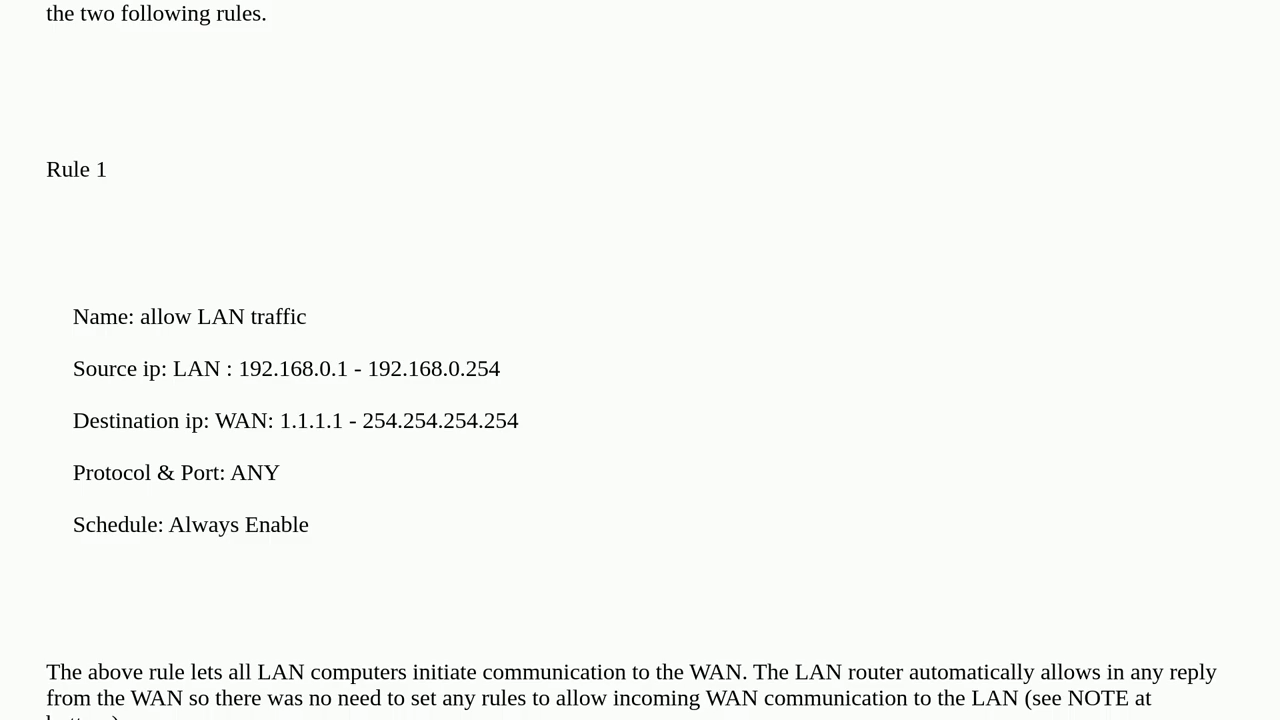 the two following rules.
Rule 1
Name: allow LAN traffic
Source ip: LAN : 192.168.0.1 - 192.168.0.254
Destination ip: WAN: 1.1.1.1 - 254.254.254.254
Protocol & Port: ANY
Schedule: Always Enable
The above rule lets all LAN computers initiate communication to the WAN. The LAN router automatically allows in any reply
from the WAN so there was no need to set any rules to allow incoming WAN communication to the LAN (see NOTE at